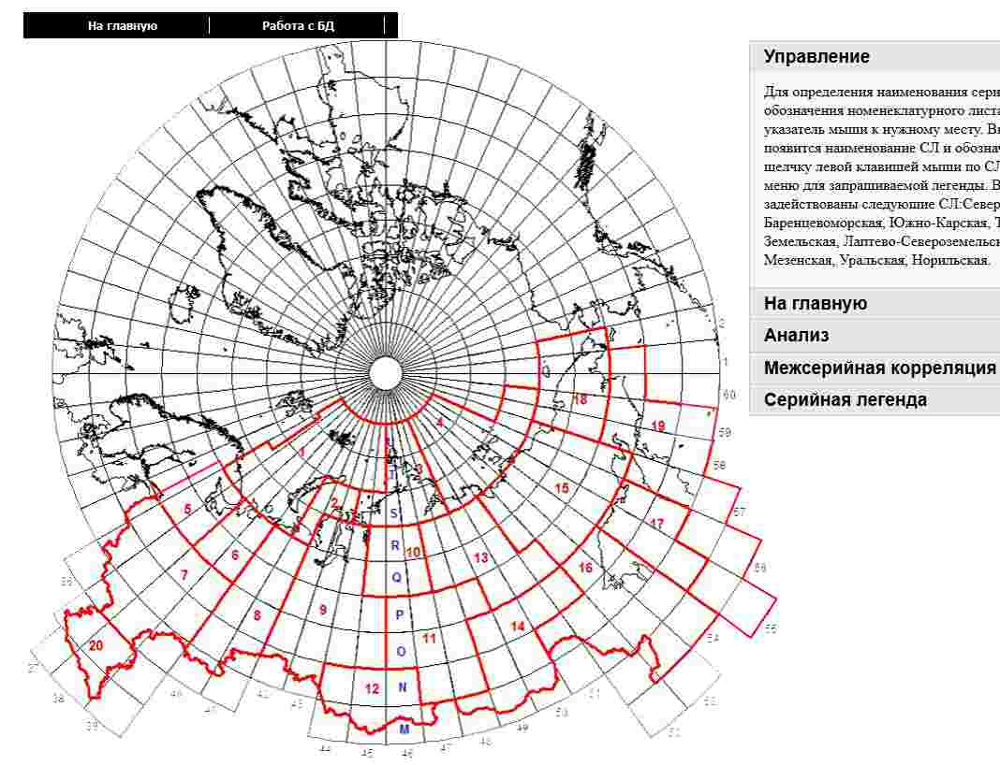 На главную
Работа с БД
Управление
Для определения наименования сери
обозначения номенеклатурного листа
указатель мыши к нужному месту. Вн
появится наименование СЛ и обознач
щелчку левой клавишей мыши по СЛ
меню для запрашиваемой легенды. В
задействованы следующие СЛ:Север
Баренцевоморская, Южно-Карская, Т
Земельская, Лаптево-Североземельск
Мезенская, Уральская, Норильская.
На главную
Анализ
Межсерийная корреляция
Серийная легенда
2
1
60
18
4
19
59
1
58
3
T
15
2
5
S
57
17
R
10
6
13
16
7
Q
56
9
P
8
14
55
20
11
O
54
37
12
N
38
40
53
41
42
43
51
50
39
M
49
52
48
44
45
46
47